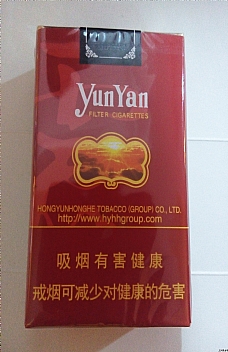 YunYan
FILTER CIGARETTES
HONGYUNHONGHE TOBACCO (GROUP) CO., LTD.
http://www.hyhhgroup.com
吸烟有害健康
戒烟可减少对健康的危害